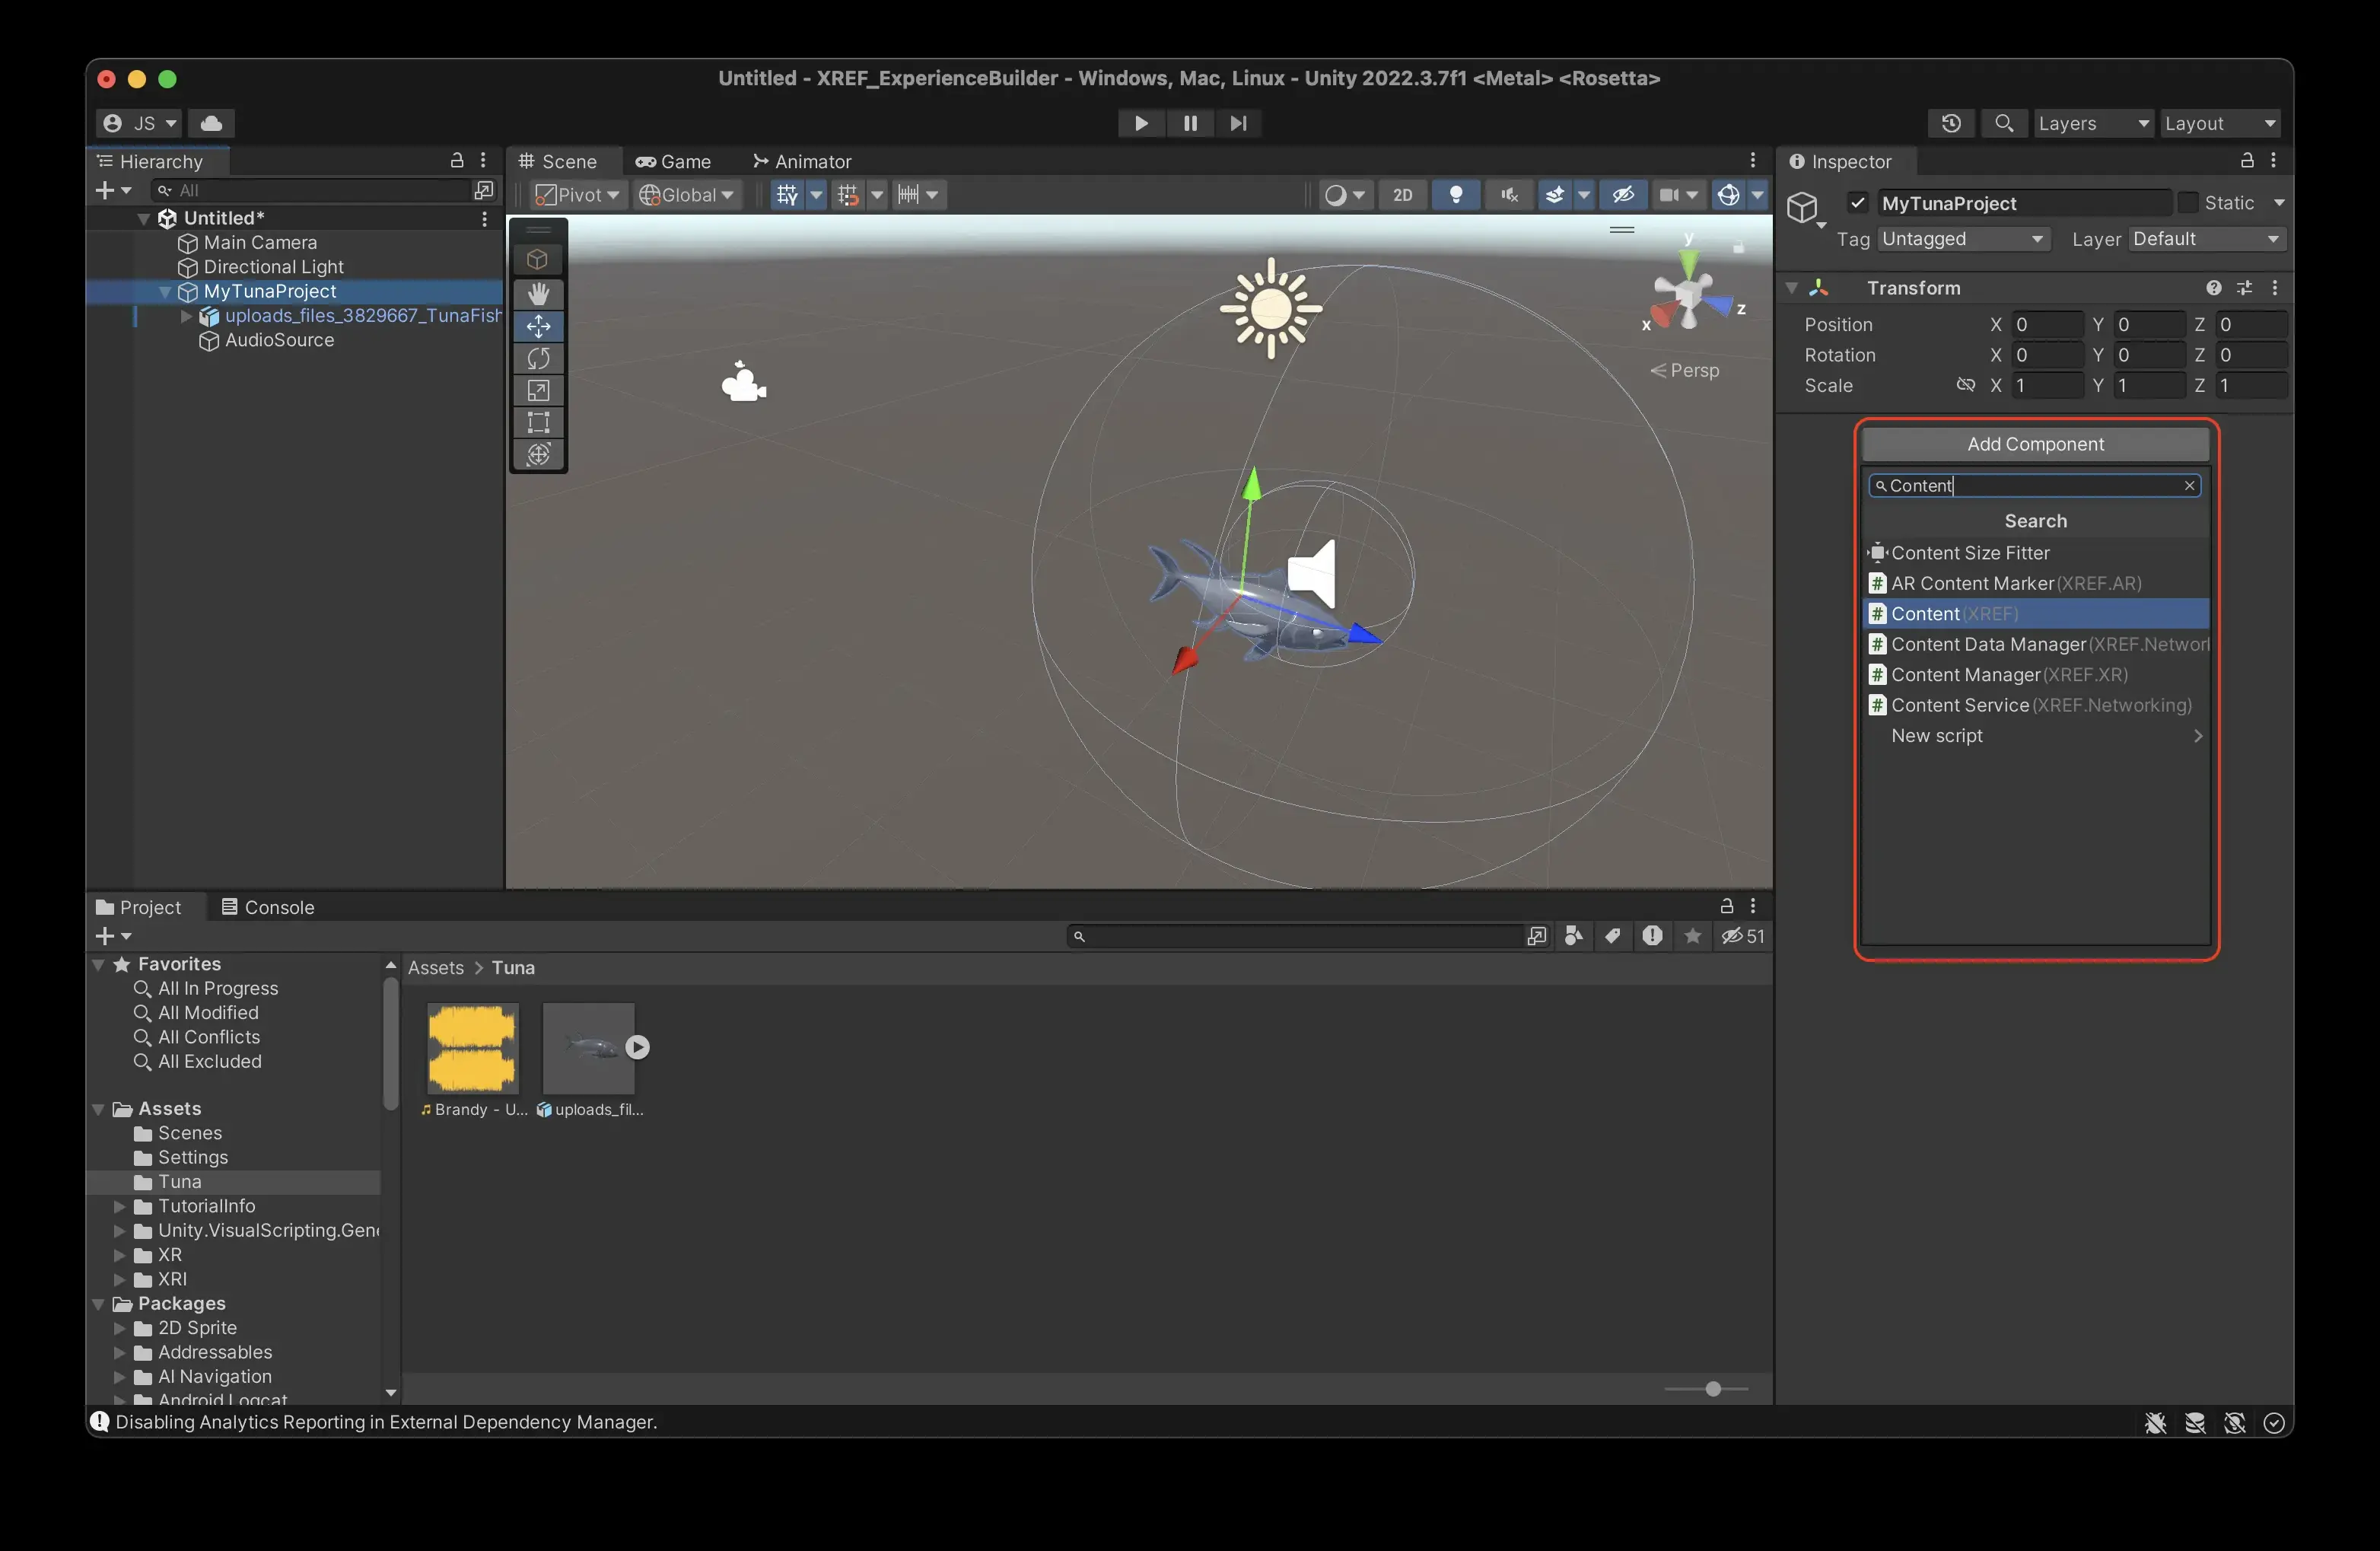 Untitled - XREF_ExperienceBuilder - Windows, Mac, Linux - Unity 2022.3.7f1 <Metal> <Rosetta>
JS
Layers
Layout
Hierarchy
All
Untitled*
Main Camera
Directional Light
MyTunaProject
uploads_files_3829667_TunaFish
AudioSource
Scene
Game
Animator
Pivot
Global
2D
y
x
z
Persp
Inspector
MyTunaProject
Static
Tag Untagged
Layer Default
Transform
Position X 0 Y 0 Z 0
Rotation X 0 Y 0 Z 0
Scale X 1 Y 1 Z 1
Add Component
Content
Search
Content Size Fitter
AR Content Marker (XREF.AR)
Content (XREF)
Content Data Manager (XREF.Networ
Content Manager (XREF.XR)
Content Service (XREF.Networking)
New script
Project
Console
51
Favorites
All In Progress
All Modified
All Conflicts
All Excluded
Assets
Scenes
Settings
Tuna
TutorialInfo
Unity.VisualScripting.Gene
XR
XRI
Packages
2D Sprite
Addressables
AI Navigation
Android Logcat
Assets > Tuna
Brandy - U...
uploads_fil...
Disabling Analytics Reporting in External Dependency Manager.